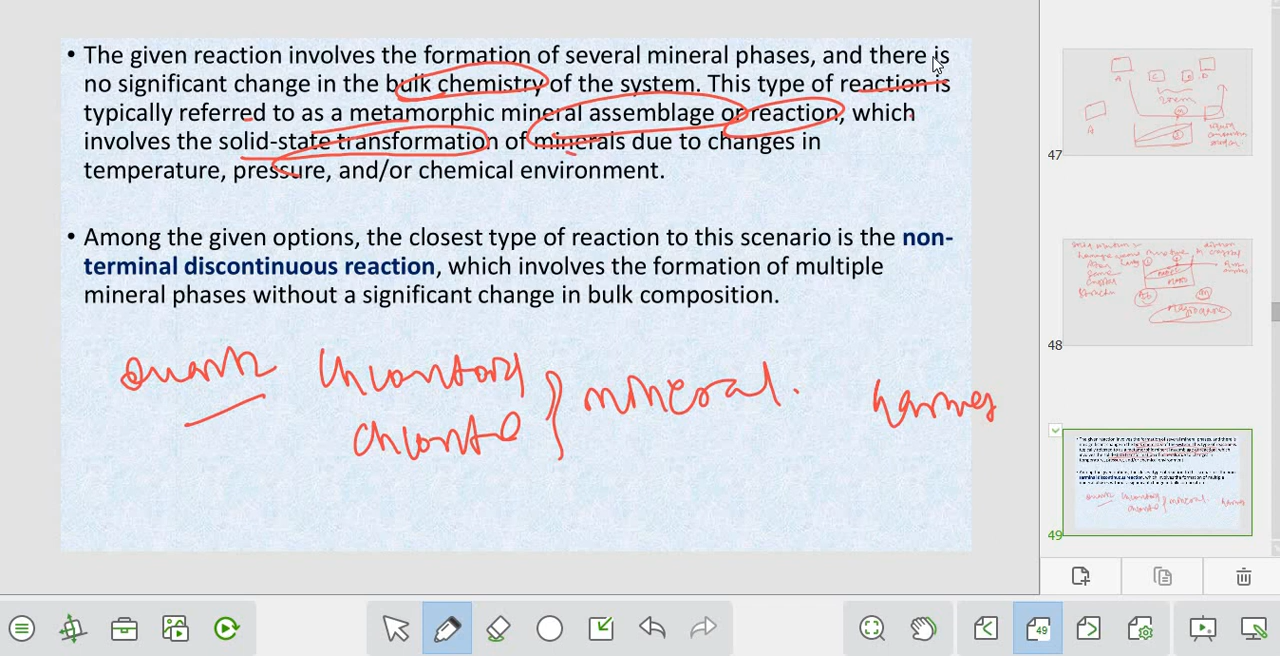 • The given reaction involves the formation of several mineral phases, and there is
no significant change in the bulk chemistry of the system. This type of reaction is
typically referred to as a metamorphic mineral assemblage or reaction, which
involves the solid-state transformation of minerals due to changes in
temperature, pressure, and/or chemical environment.
• Among the given options, the closest type of reaction to this scenario is the non-
terminal discontinuous reaction, which involves the formation of multiple
mineral phases without a significant change in bulk composition.
mineral.
47
48
49
49